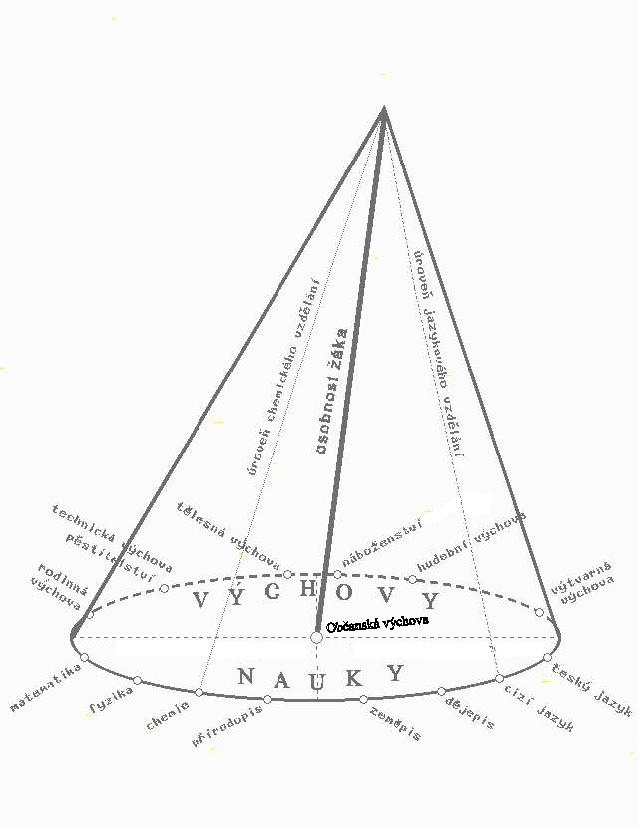 úroveň chemického vzdělání
osobnost žáka
úroveň jazykového vzdělání
technická výchova
pěstitelství
rodinná
výchova
tělesná výchova
náboženství
hudební výchova
výtvarná
výchova
VÝCHOVY
Občanská výchova
NAUKY
matematika
fyzika
chemie
přírodopis
zeměpis
dějepis
cizí jazyk
český jazyk